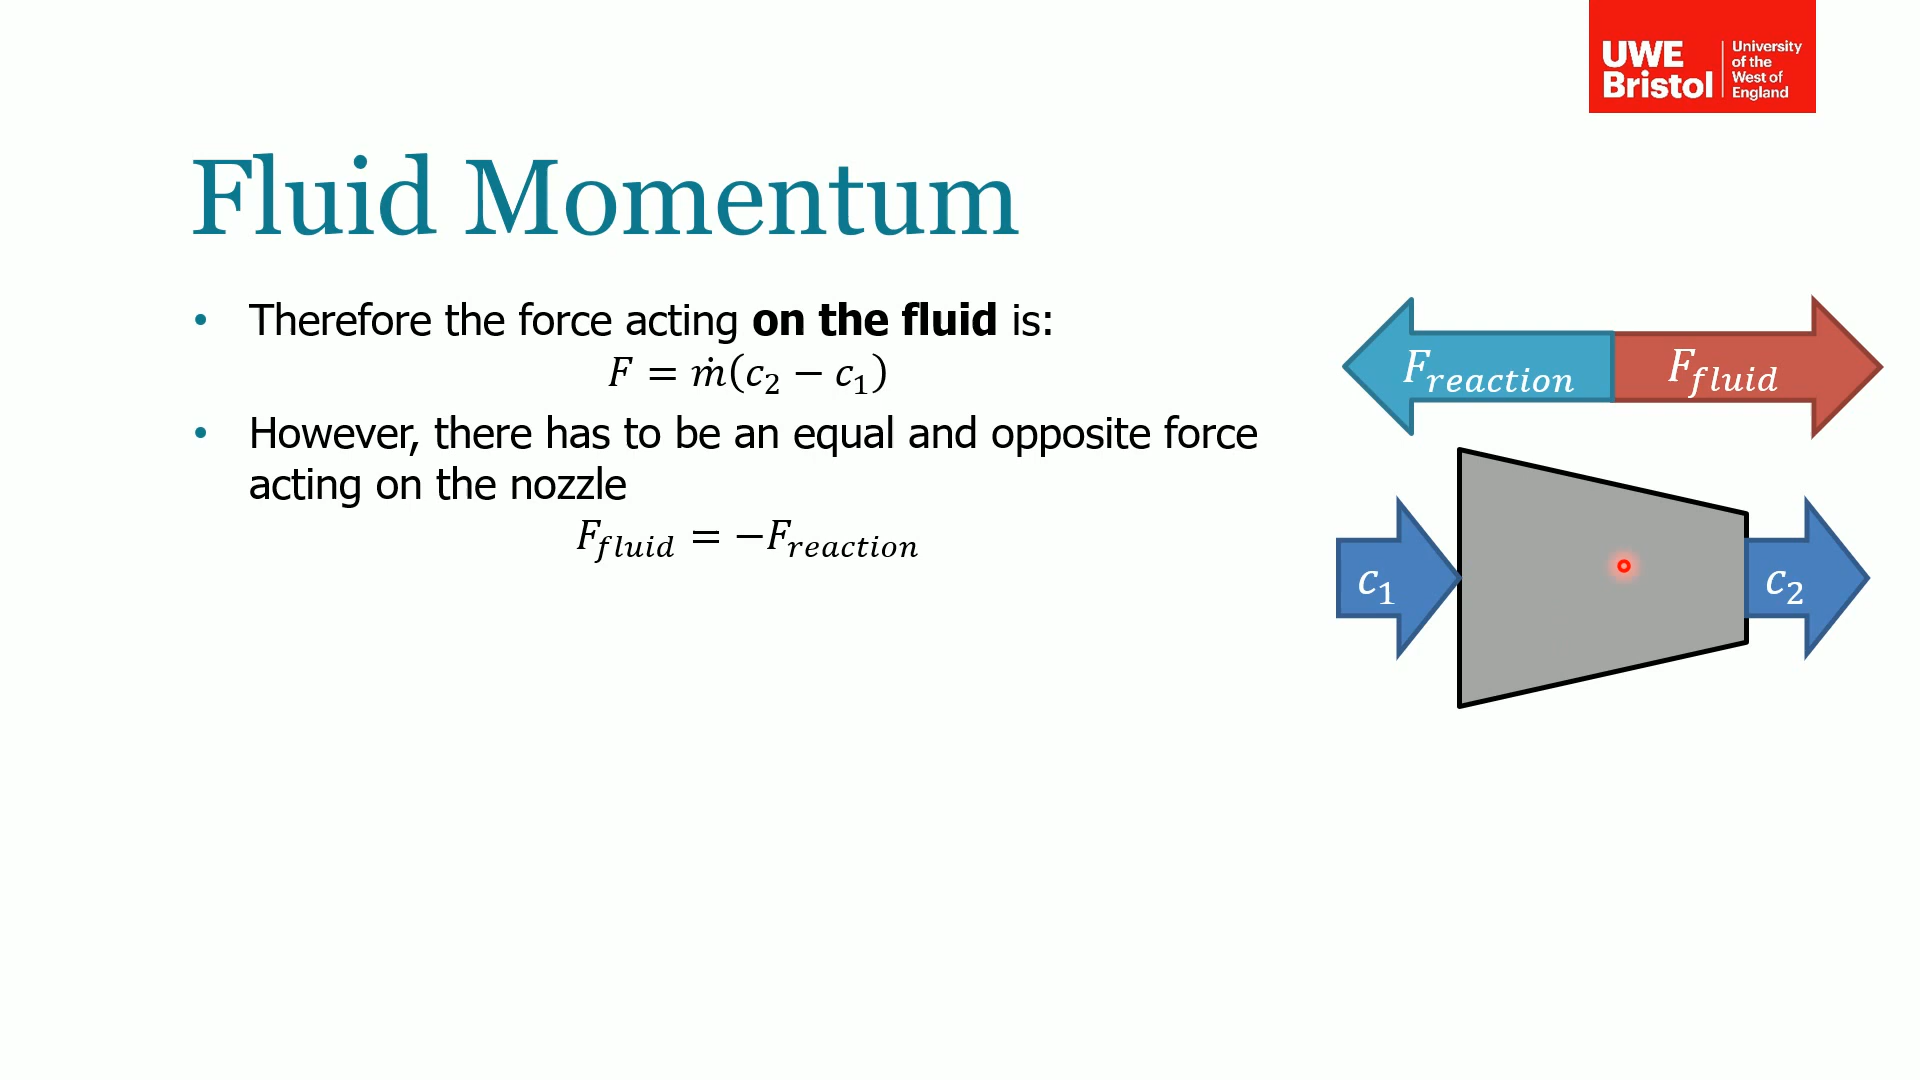 UWE
Bristol
University
of the
West of
England
Fluid Momentum
• Therefore the force acting on the fluid is:
F = ṁ(c₂ − c₁)
• However, there has to be an equal and opposite force
acting on the nozzle
F_fluid = −F_reaction
F_reaction
F_fluid
c₁
c₂